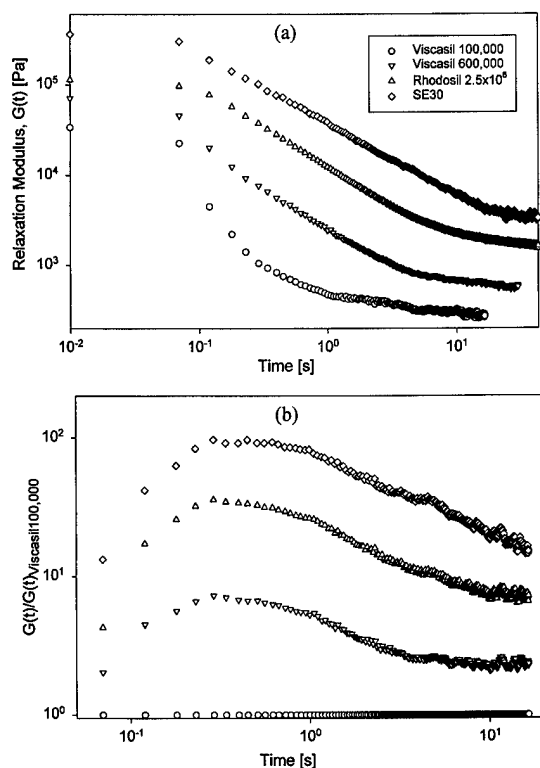 (a)
Viscasil 100,000
Viscasil 600,000
Rhodosil 2.5x10⁶
SE30
Relaxation Modulus, G(t) [Pa]
10⁵
10⁴
10³
10⁻²
10⁻¹
10⁰
10¹
Time [s]
(b)
G(t)/G(t)Viscasil100,000
10²
10¹
10⁰
10⁻¹
10⁰
10¹
Time [s]